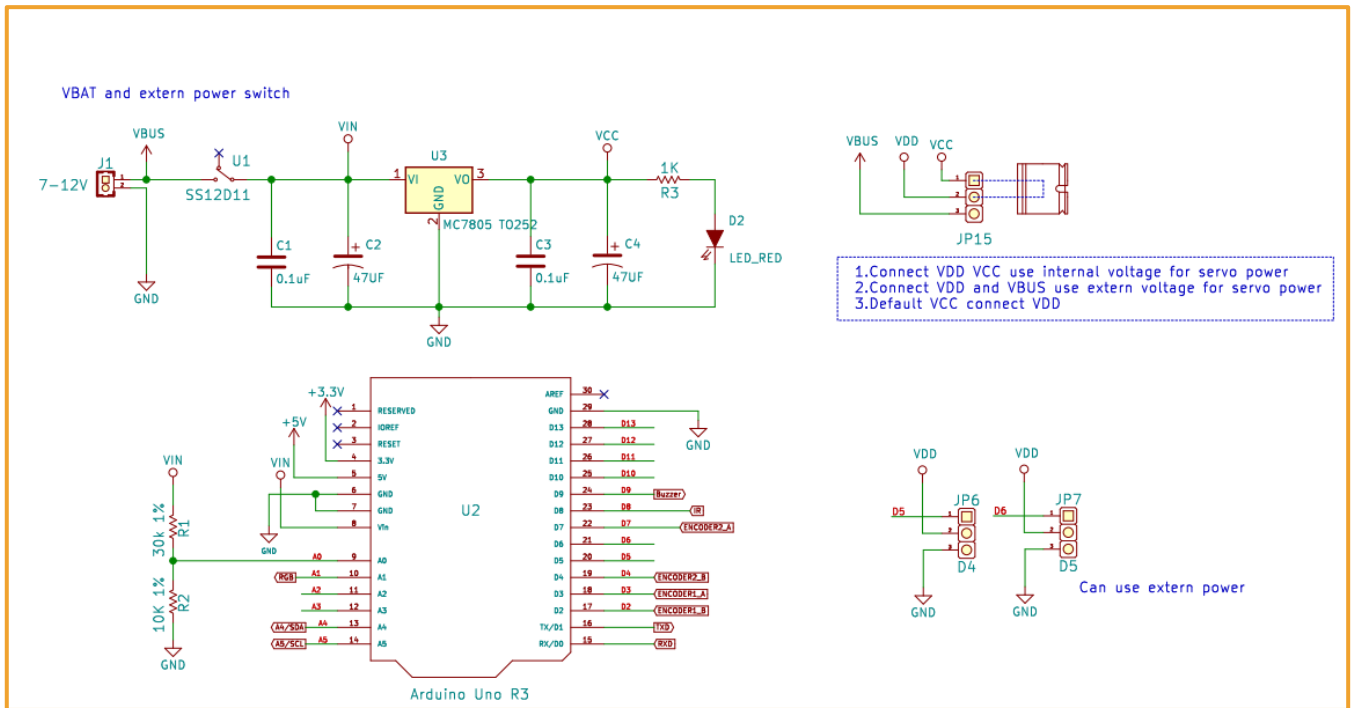 VBAT and extern power switch
VBUS
VIN
VCC
J1
7-12V
1
2
U1
SS12D11
U3
1
VI
VO
3
GND
2
MC7805 TO252
1K
R3
D2
LED_RED
C1
0.1uF
C2
47UF
C3
0.1uF
C4
47UF
GND
GND
VBUS
VDD
VCC
1
2
3
JP15
1.Connect VDD VCC use internal voltage for servo power
2.Connect VDD and VBUS use extern voltage for servo power
3.Default VCC connect VDD
+3.3V
+5V
VIN
VIN
30k 1%
R1
10K 1%
R2
GND
GND
1 RESERVED
2 IOREF
3 RESET
4 3.3V
5 5V
6 GND
7 GND
8 VIn
A0 9 A0
RGB A1 10 A1
A2 11 A2
A3 12 A3
A4/SDA A4 13 A4
A5/SCL A5 14 A5
U2
AREF 30
GND 29
D13 28 D13
D12 27 D12
D11 26 D11
D10 25 D10
D9 24 D9 Buzzer
D8 23 D8 IR
D7 22 D7 ENCODER2_A
D6 21 D6
D5 20 D5
D4 19 D4 ENCODER2_B
D3 18 D3 ENCODER1_A
D2 17 D2 ENCODER1_B
TX/D1 16 TXD
RX/D0 15 RXD
GND
Arduino Uno R3
VDD
JP6
D5
1
2
3
D4
GND
VDD
JP7
D6
1
2
3
D5
GND
Can use extern power